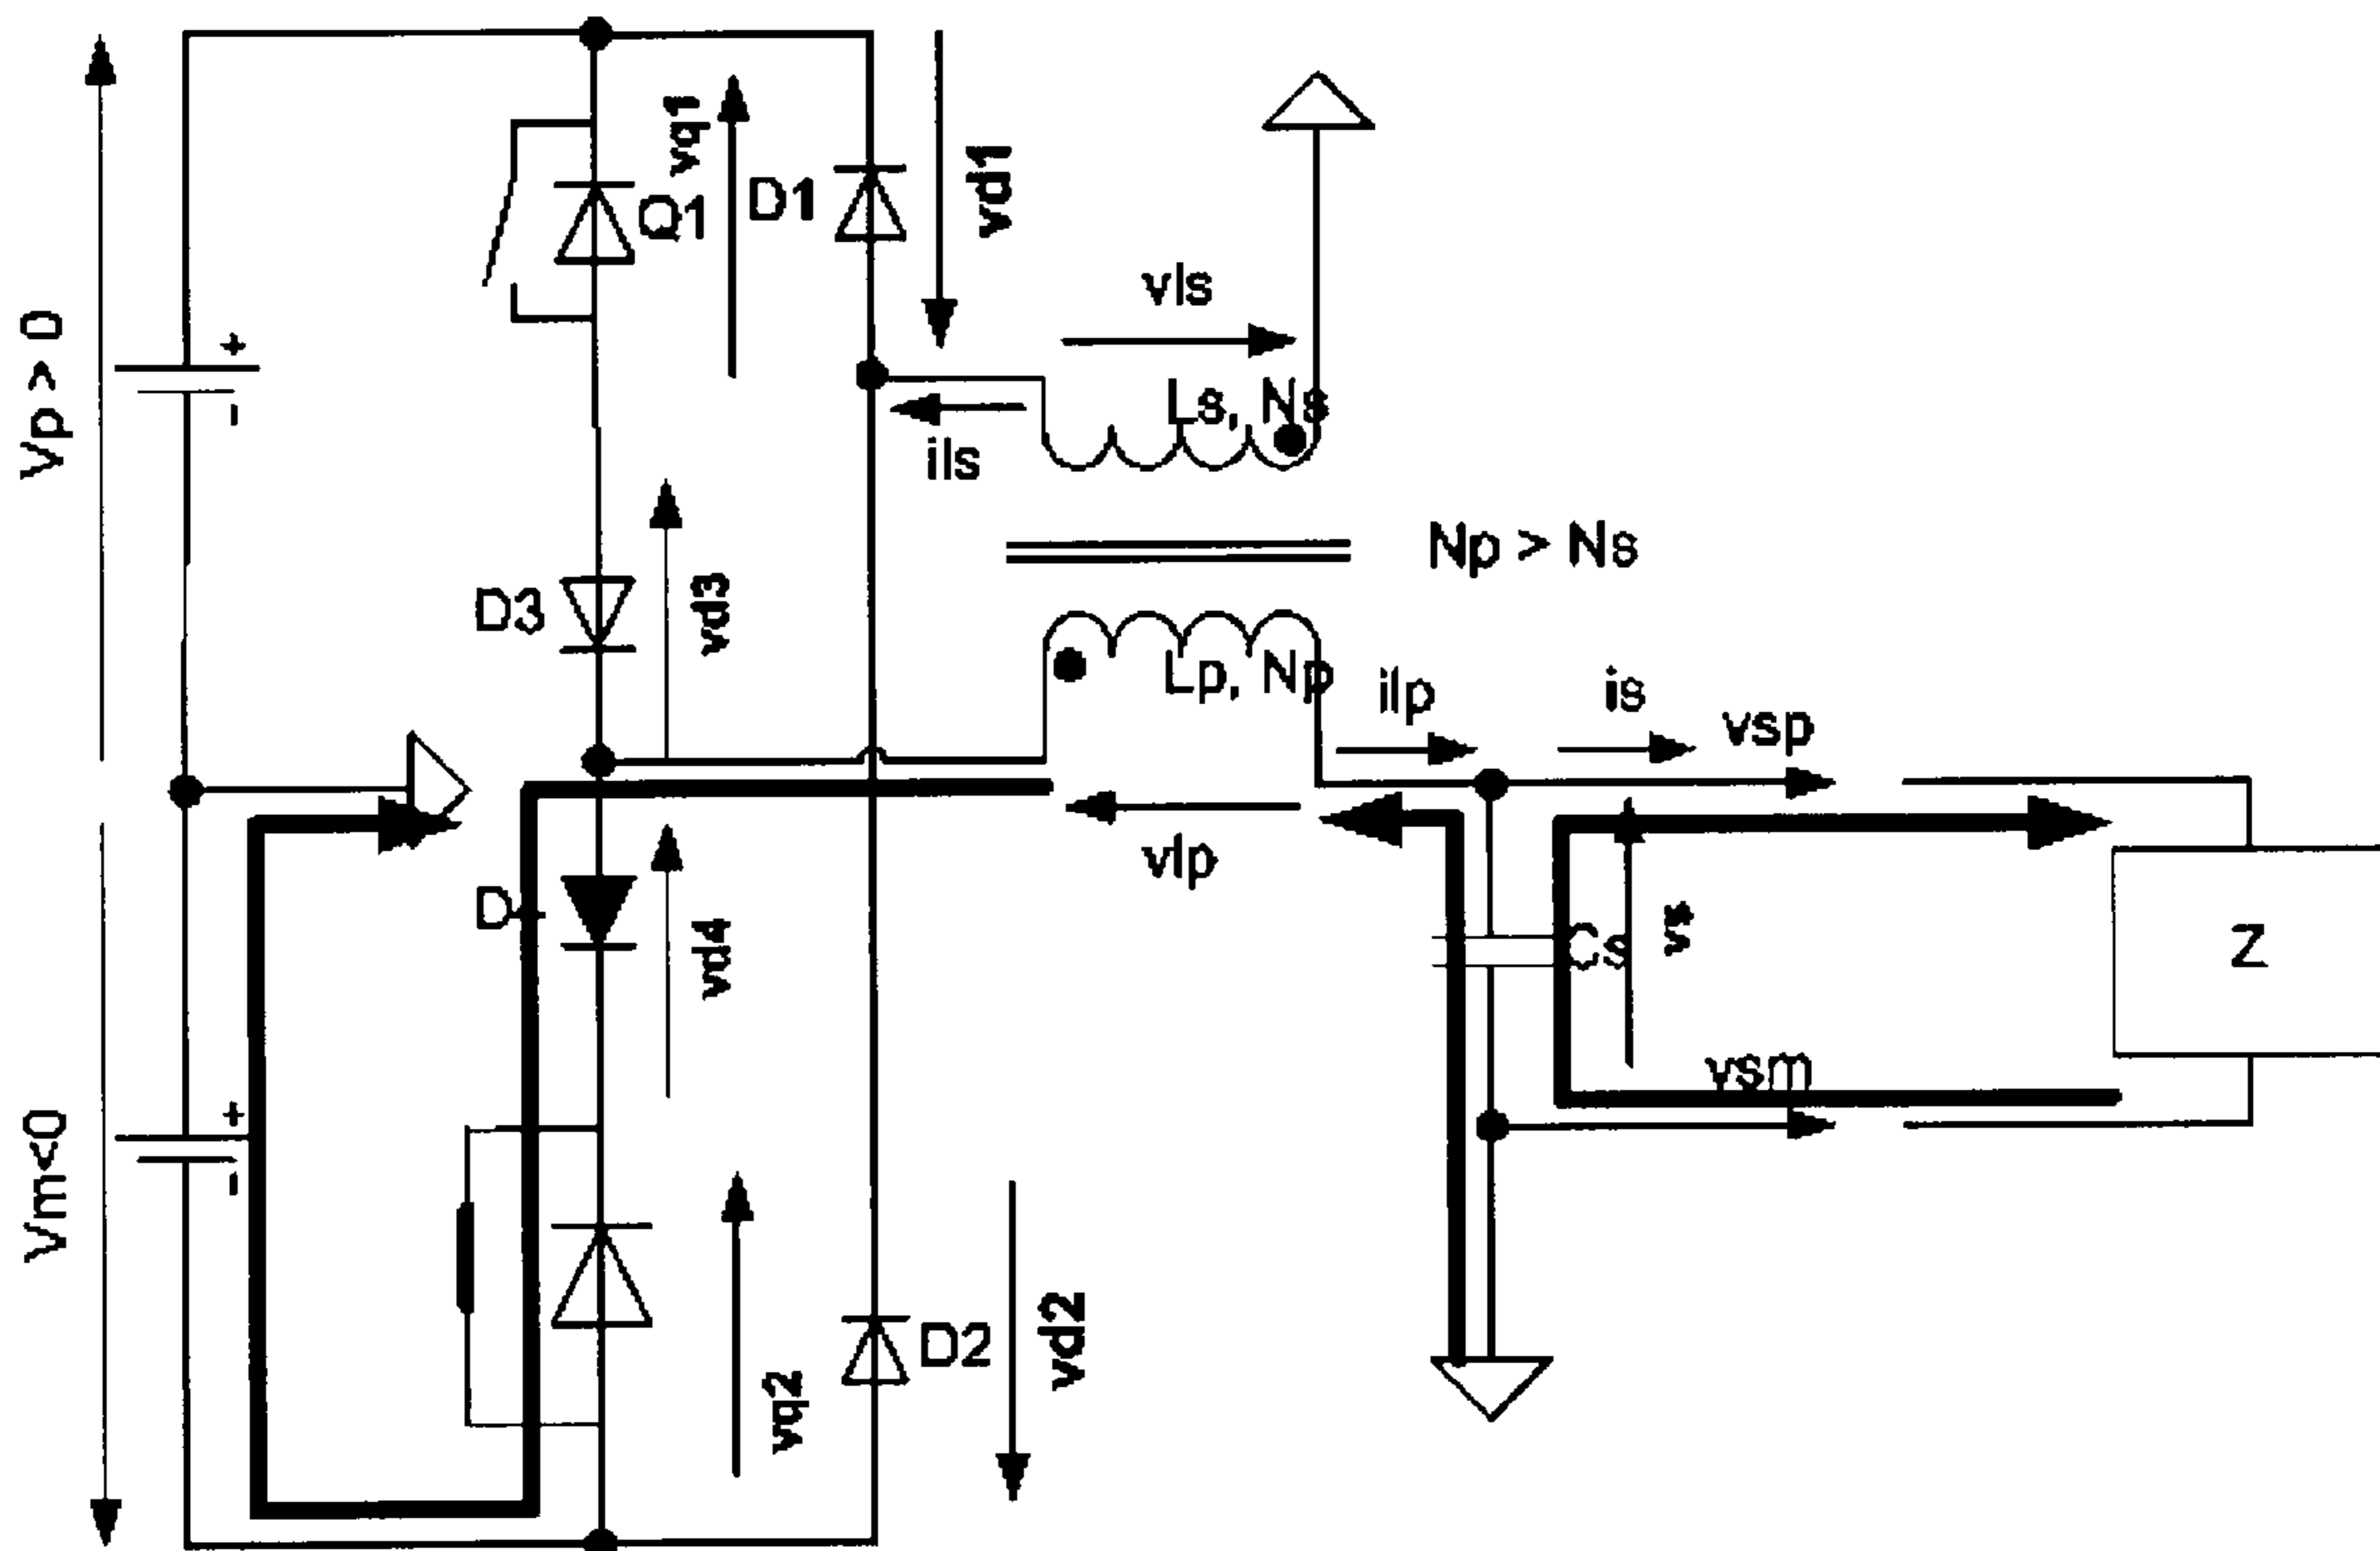 Vp > 0
+
-
vq1
Q1
D1
vd1
vls
Ls, Ns
ils
Np > Ns
D3
vd3
Lp, Np
ilp
is
vsp
vlp
vd4
Cs
vs
Z
vsm
Vm<0
+
-
vq2
D2
vd2